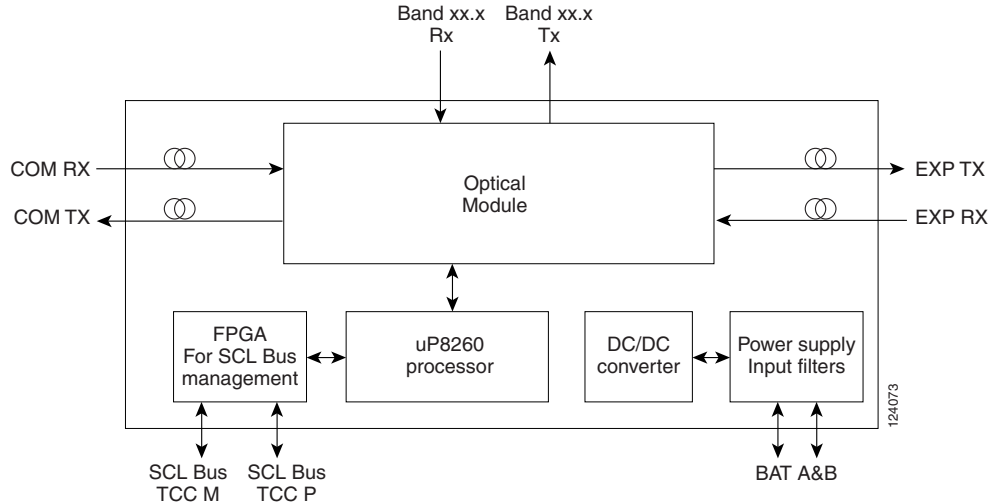 Band xx.x
Rx
Band xx.x
Tx
COM RX
COM TX
Optical
Module
EXP TX
EXP RX
FPGA
For SCL Bus
management
uP8260
processor
DC/DC
converter
Power supply
Input filters
124073
SCL Bus
TCC M
SCL Bus
TCC P
BAT A&B